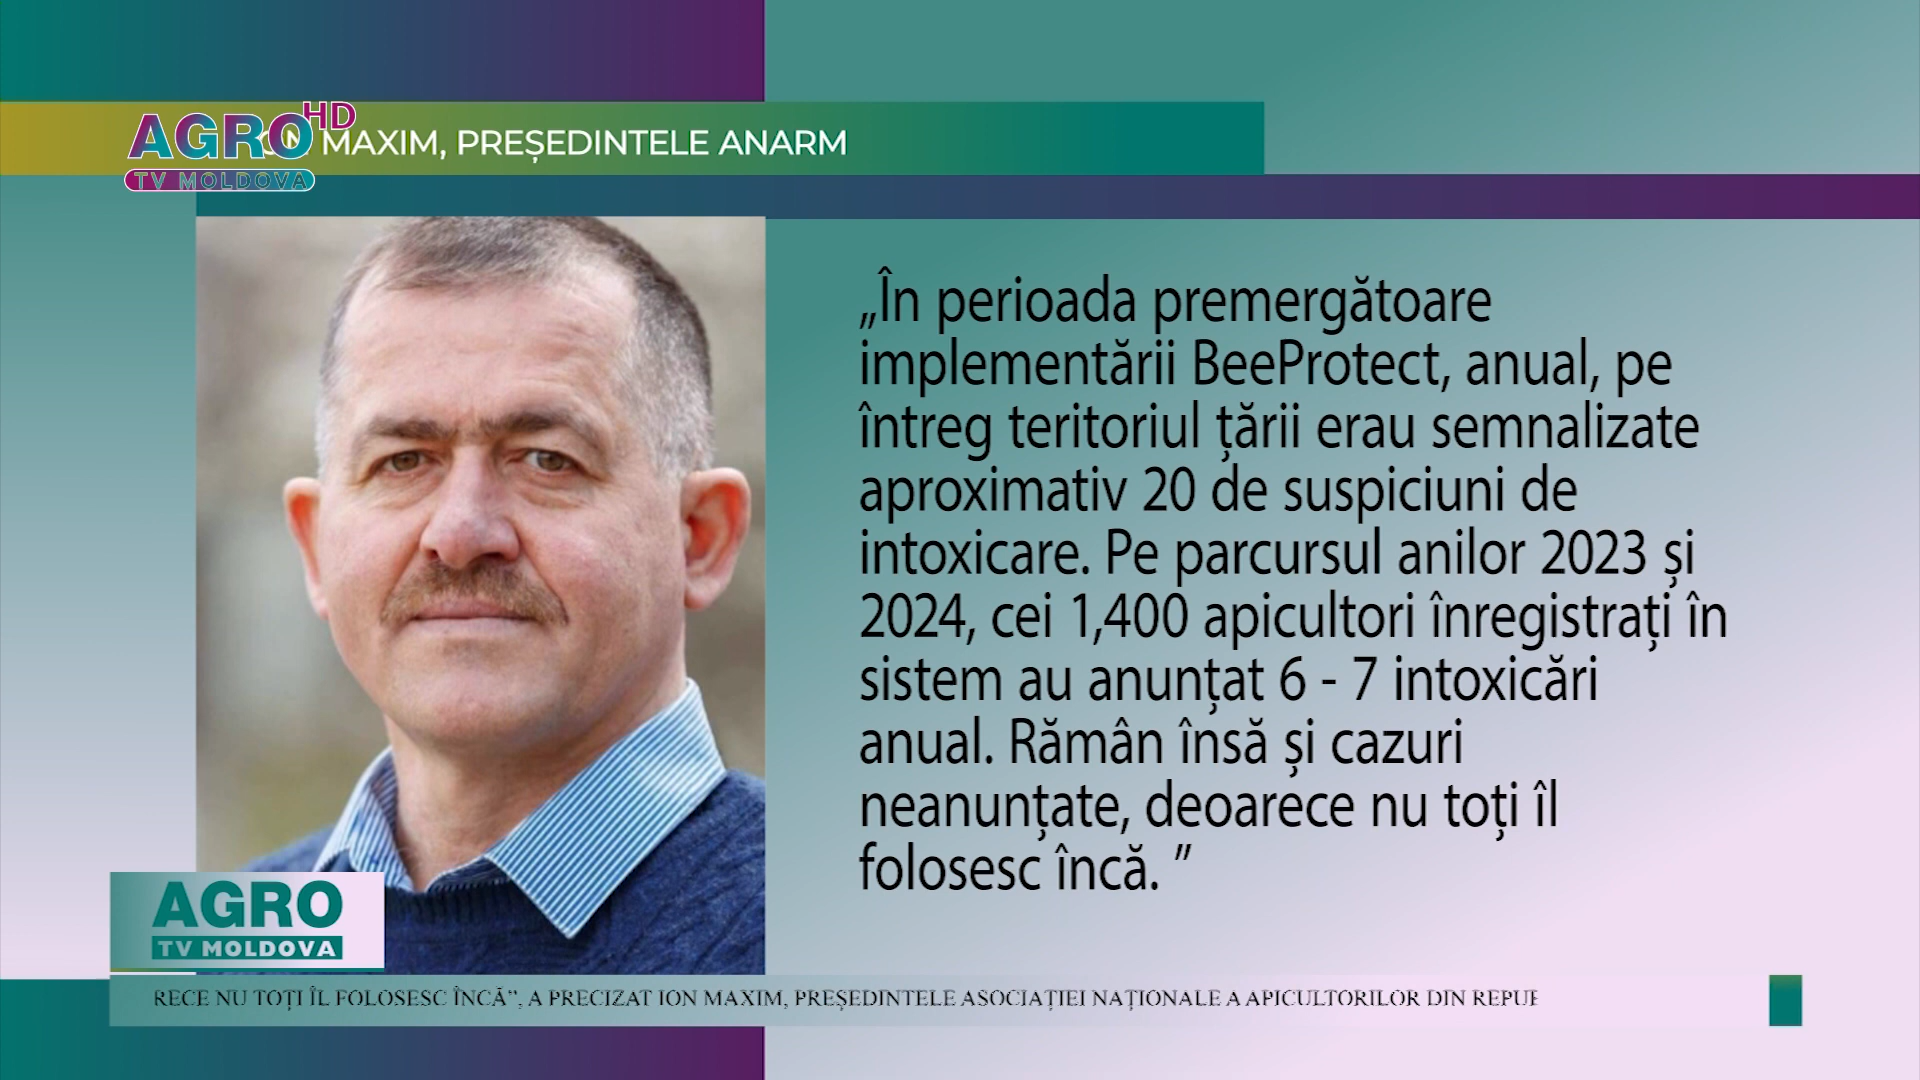 AGRO HD
TV MOLDOVA
ION MAXIM, PREȘEDINTELE ANARM
„În perioada premergătoare
implementării BeeProtect, anual, pe
întreg teritoriul țării erau semnalizate
aproximativ 20 de suspiciuni de
intoxicare. Pe parcursul anilor 2023 și
2024, cei 1,400 apicultori înregistrați în
sistem au anunțat 6 - 7 intoxicări
anual. Rămân însă și cazuri
neanunțate, deoarece nu toți îl
folosesc încă. ”
AGRO
TV MOLDOVA
RECE NU TOȚI ÎL FOLOSESC ÎNCĂ”, A PRECIZAT ION MAXIM, PREȘEDINTELE ASOCIAȚIEI NAȚIONALE A APICULTORILOR DIN REPUB